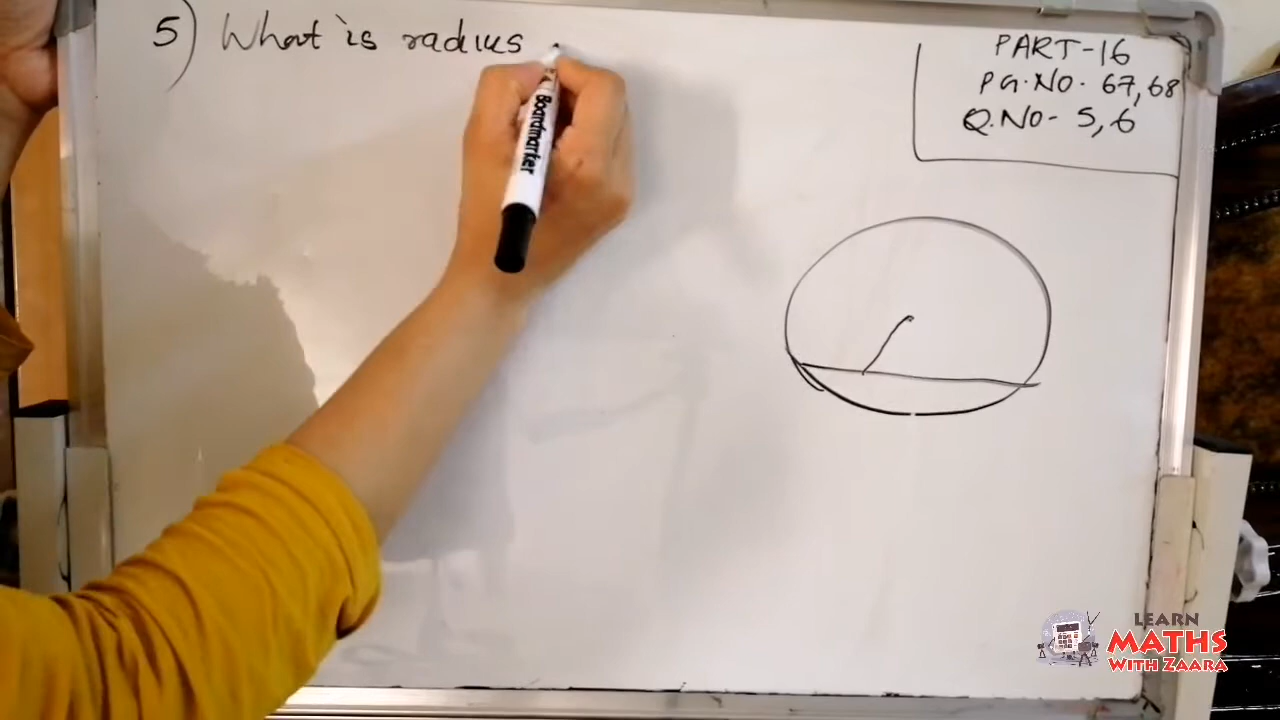 5) What is radius
PART-16
PG.NO. 67,68
Q.NO- 5,6
Boardmarker
LEARN
MATHS
WITH ZAARA